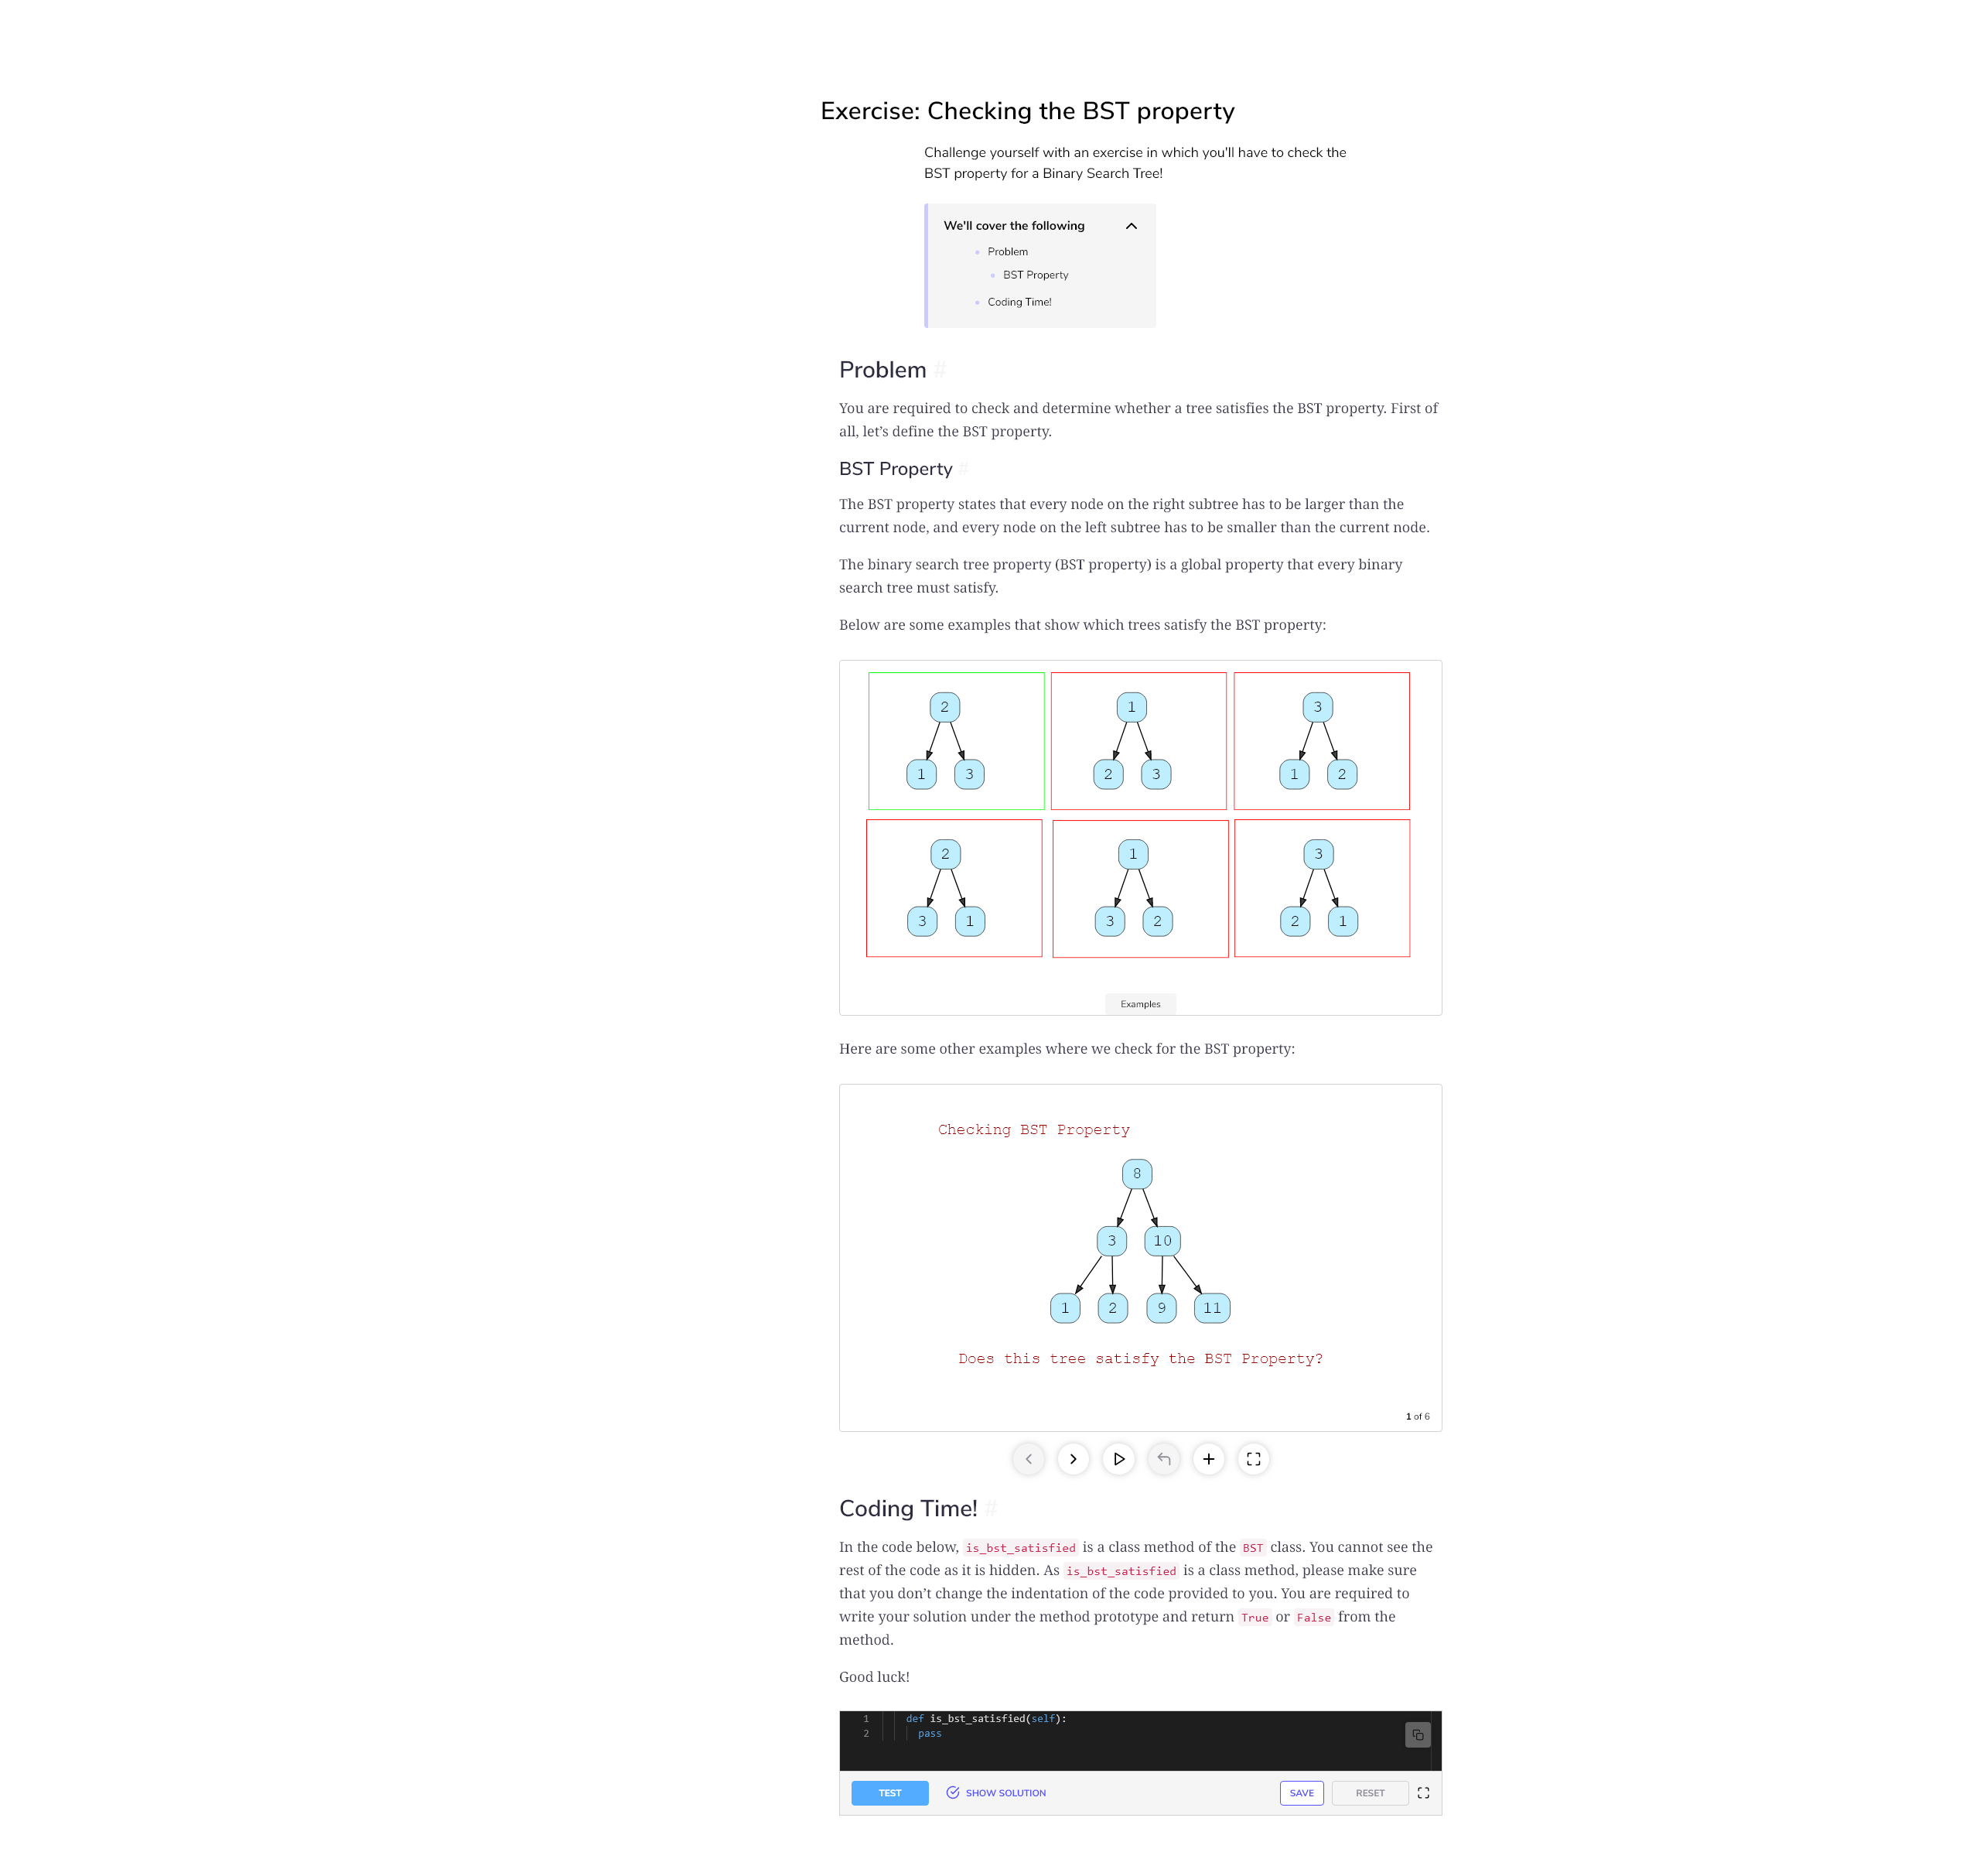 Exercise: Checking the BST property
Challenge yourself with an exercise in which you'll have to check the
BST property for a Binary Search Tree!
We'll cover the following
Problem
BST Property
Coding Time!
Problem #
You are required to check and determine whether a tree satisfies the BST property. First of
all, let’s define the BST property.
BST Property #
The BST property states that every node on the right subtree has to be larger than the
current node, and every node on the left subtree has to be smaller than the current node.
The binary search tree property (BST property) is a global property that every binary
search tree must satisfy.
Below are some examples that show which trees satisfy the BST property:
2 1 3
1 3 2 3 1 2
2 1 3
3 1 3 2 2 1
Examples
Here are some other examples where we check for the BST property:
Checking BST Property
8
3 10
1 2 9 11
Does this tree satisfy the BST Property?
1 of 6
Coding Time! #
In the code below, is_bst_satisfied is a class method of the BST class. You cannot see the
rest of the code as it is hidden. As is_bst_satisfied is a class method, please make sure
that you don’t change the indentation of the code provided to you. You are required to
write your solution under the method prototype and return True or False from the
method.
Good luck!
1 def is_bst_satisfied(self):
2 pass
TEST SHOW SOLUTION SAVE RESET